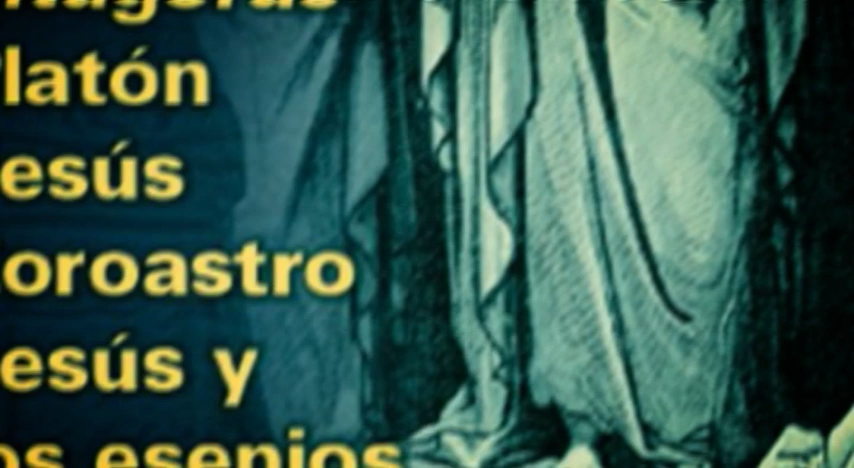 latón
esús
oroastro
esús y
os esenios